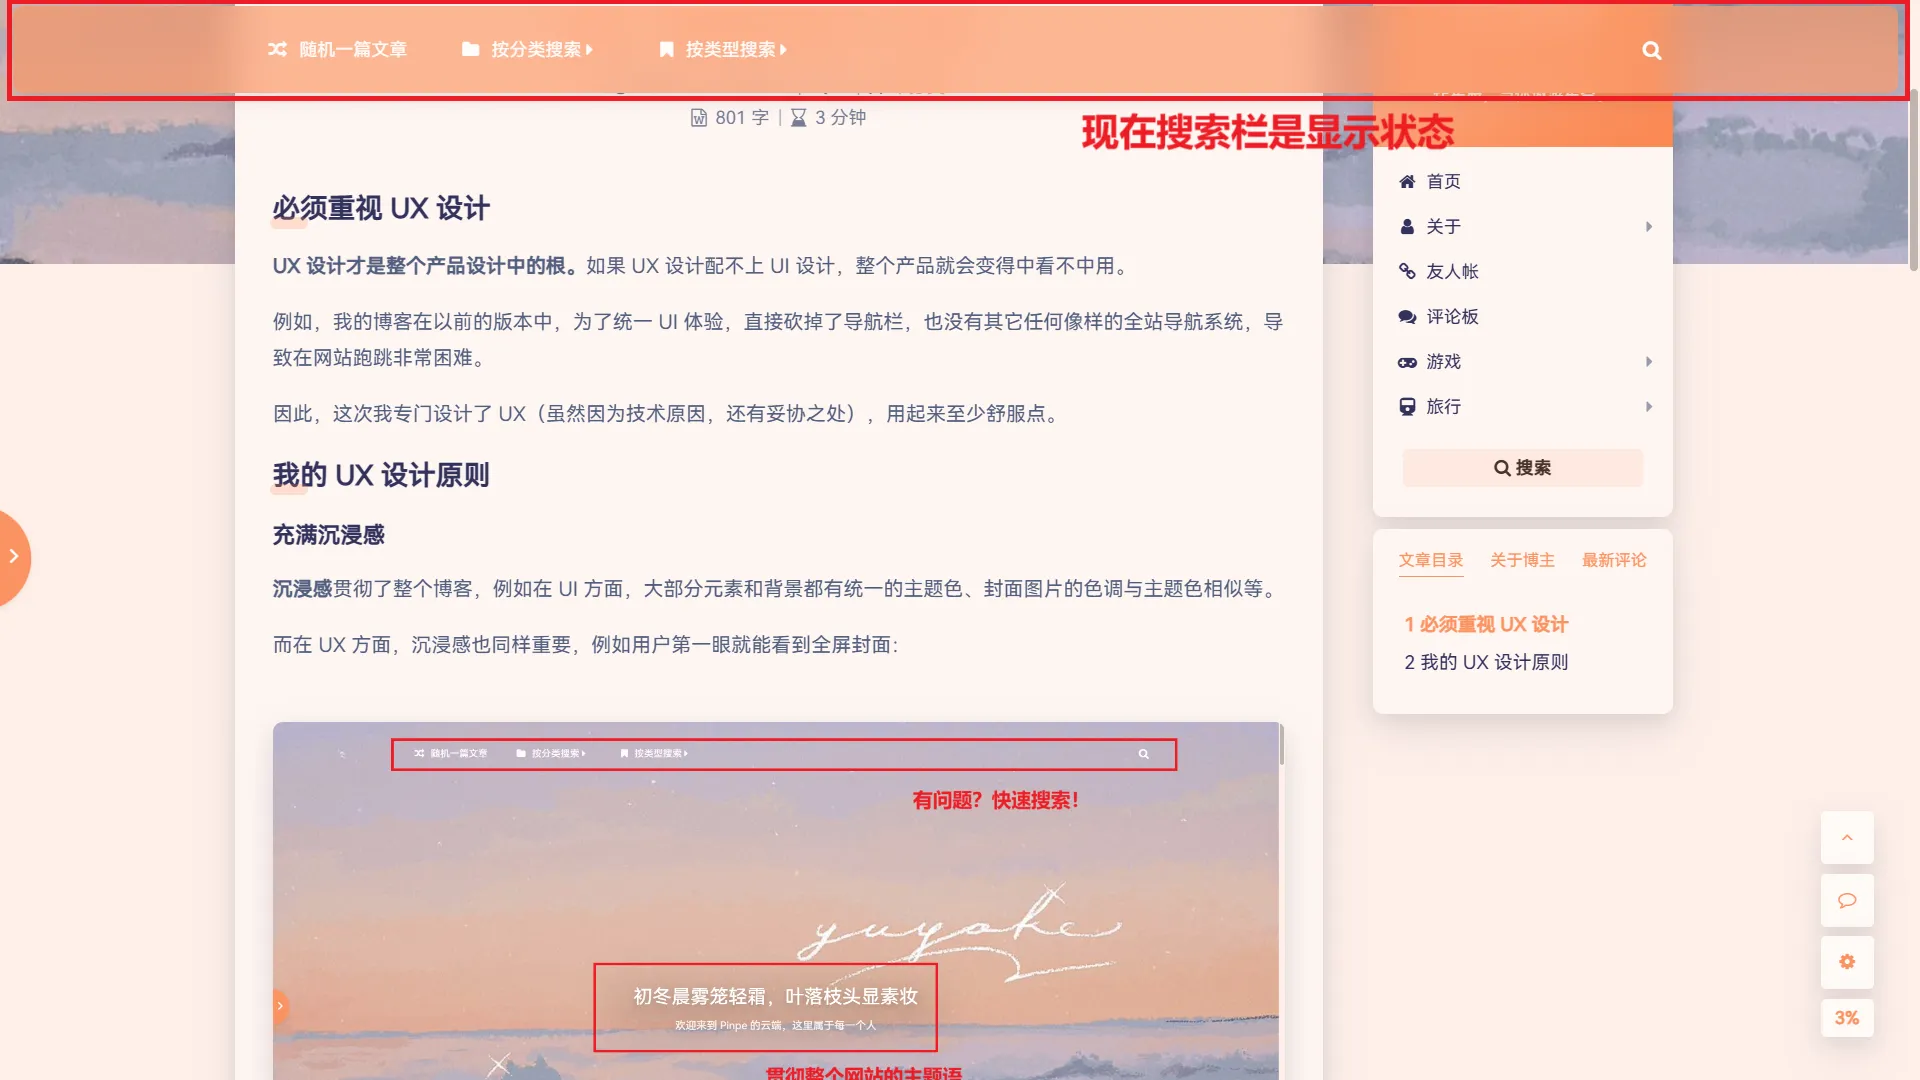 随机一篇文章 按分类搜索 按类型搜索
801 字 | 3 分钟
现在搜索栏是显示状态
必须重视 UX 设计
UX 设计才是整个产品设计中的根。如果 UX 设计配不上 UI 设计，整个产品就会变得中看不中用。
例如，我的博客在以前的版本中，为了统一 UI 体验，直接砍掉了导航栏，也没有其它任何像样的全站导航系统，导
致在网站跑跳非常困难。
因此，这次我专门设计了 UX（虽然因为技术原因，还有妥协之处），用起来至少舒服点。
我的 UX 设计原则
充满沉浸感
沉浸感贯彻了整个博客，例如在 UI 方面，大部分元素和背景都有统一的主题色、封面图片的色调与主题色相似等。
而在 UX 方面，沉浸感也同样重要，例如用户第一眼就能看到全屏封面：
随机一篇文章 按分类搜索 按类型搜索
有问题？快速搜索！
yuyoke
初冬晨雾笼轻霜，叶落枝头显素妆
欢迎来到 Pinpe 的云端，这里属于每一个人
贯彻整个网站的主题语
首页
关于
友人帐
评论板
游戏
旅行
搜索
文章目录 关于博主 最新评论
1 必须重视 UX 设计
2 我的 UX 设计原则
3%